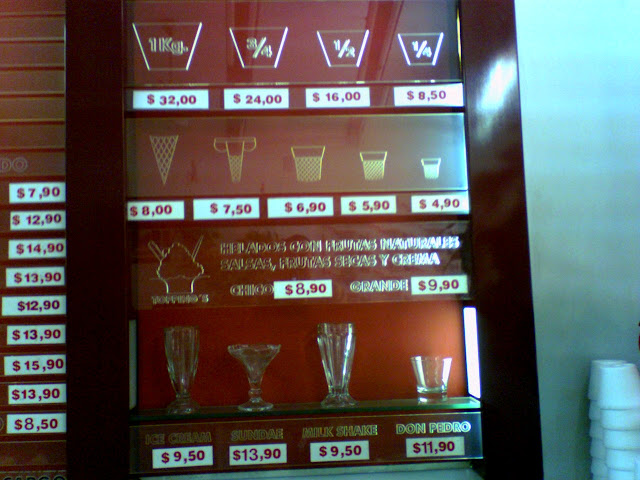 1Kg. 3/4 1/2 1/4
$ 32,00 $ 24,00 $ 16,00 $ 8,50
$ 8,00 $ 7,50 $ 6,90 $ 5,90 $ 4,90
HELADOS CON FRUTAS NATURALES
SALSAS, FRUTAS SECAS Y CREMA
TOPPINO'S CHICO $ 8,90 GRANDE $ 9,90
ICE CREAM SUNDAE MILK SHAKE DON PEDRO
$ 9,50 $13,90 $ 9,50 $11,90
DO
$ 7,90
$ 12,90
$14,90
$13,90
$12,90
$13,90
$15,90
$13,90
$8,50